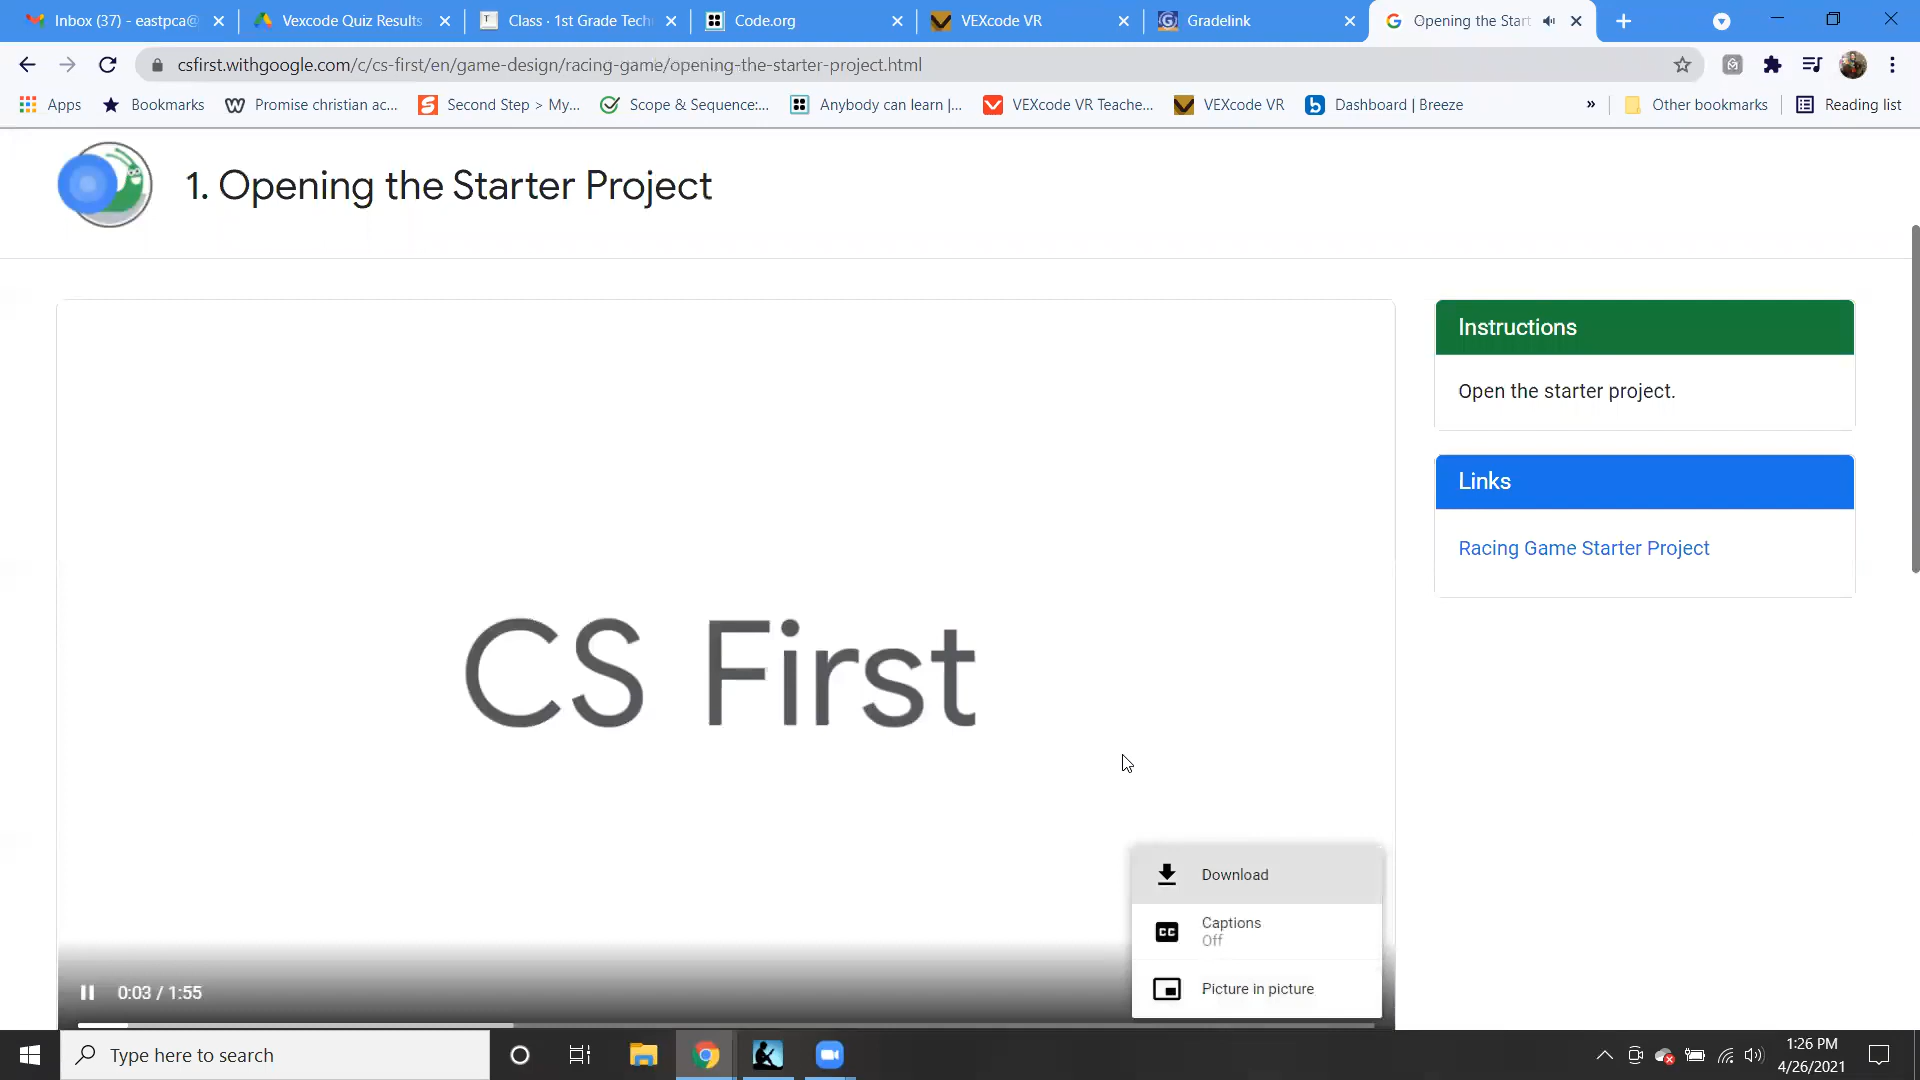 Inbox (37) - eastpca@
Vexcode Quiz Results
Class · 1st Grade Tech
Code.org
VEXcode VR
Gradelink
Opening the Start
csfirst.withgoogle.com/c/cs-first/en/game-design/racing-game/opening-the-starter-project.html
Apps
Bookmarks
Promise christian ac...
Second Step > My...
Scope & Sequence:...
Anybody can learn |...
VEXcode VR Teache...
VEXcode VR
Dashboard | Breeze
»
Other bookmarks
Reading list
1. Opening the Starter Project
Instructions
Open the starter project.
Links
Racing Game Starter Project
CS First
Download
CC
Captions
Off
Picture in picture
0:03 / 1:55
Type here to search
1:26 PM
4/26/2021